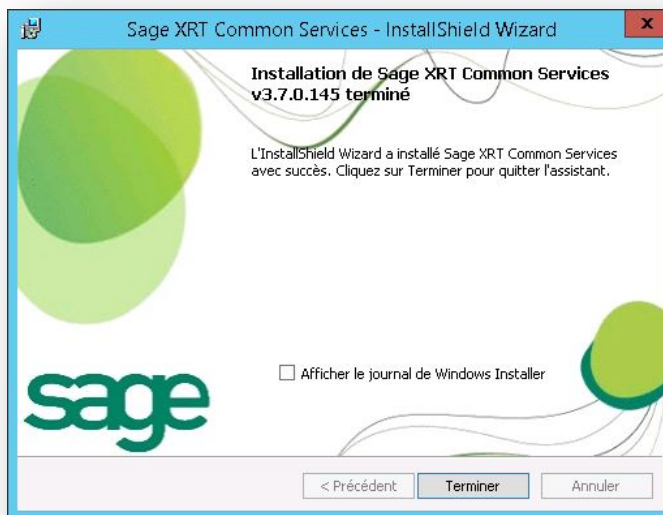 Sage XRT Common Services - InstallShield Wizard
x
Installation de Sage XRT Common Services
v3.7.0.145 terminé
L'InstallShield Wizard a installé Sage XRT Common Services
avec succès. Cliquez sur Terminer pour quitter l'assistant.
Afficher le journal de Windows Installer
sage
< Précédent
Terminer
Annuler